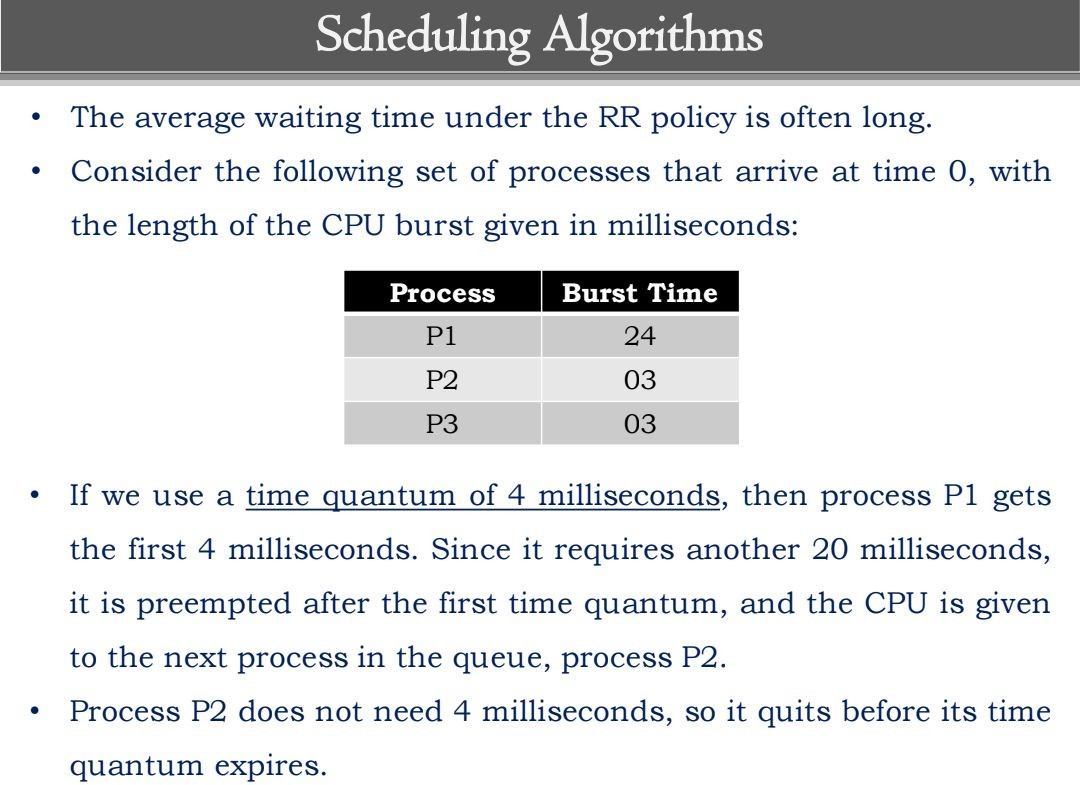 Scheduling Algorithms
• The average waiting time under the RR policy is often long.
• Consider the following set of processes that arrive at time 0, with
the length of the CPU burst given in milliseconds:
Process Burst Time
P1 24
P2 03
P3 03
• If we use a time quantum of 4 milliseconds, then process P1 gets
the first 4 milliseconds. Since it requires another 20 milliseconds,
it is preempted after the first time quantum, and the CPU is given
to the next process in the queue, process P2.
• Process P2 does not need 4 milliseconds, so it quits before its time
quantum expires.